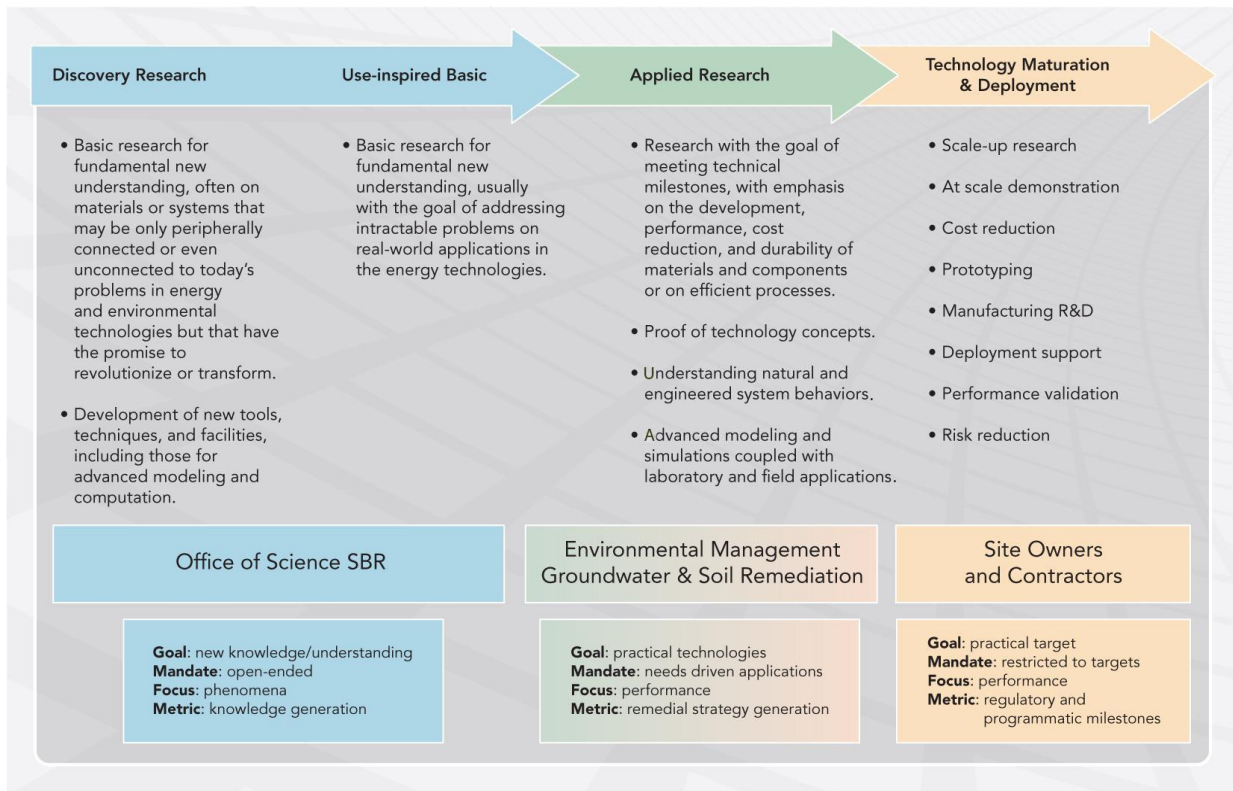 Discovery Research
Use-inspired Basic
Applied Research
Technology Maturation
& Deployment
• Basic research for
fundamental new
understanding, often on
materials or systems that
may be only peripherally
connected or even
unconnected to today's
problems in energy
and environmental
technologies but that have
the promise to
revolutionize or transform.
• Development of new tools,
techniques, and facilities,
including those for
advanced modeling and
computation.
• Basic research for
fundamental new
understanding, usually
with the goal of addressing
intractable problems on
real-world applications in
the energy technologies.
• Research with the goal of
meeting technical
milestones, with emphasis
on the development,
performance, cost
reduction, and durability of
materials and components
or on efficient processes.
• Proof of technology concepts.
• Understanding natural and
engineered system behaviors.
• Advanced modeling and
simulations coupled with
laboratory and field applications.
• Scale-up research
• At scale demonstration
• Cost reduction
• Prototyping
• Manufacturing R&D
• Deployment support
• Performance validation
• Risk reduction
Office of Science SBR
Environmental Management
Groundwater & Soil Remediation
Site Owners
and Contractors
Goal: new knowledge/understanding
Mandate: open-ended
Focus: phenomena
Metric: knowledge generation
Goal: practical technologies
Mandate: needs driven applications
Focus: performance
Metric: remedial strategy generation
Goal: practical target
Mandate: restricted to targets
Focus: performance
Metric: regulatory and
programmatic milestones